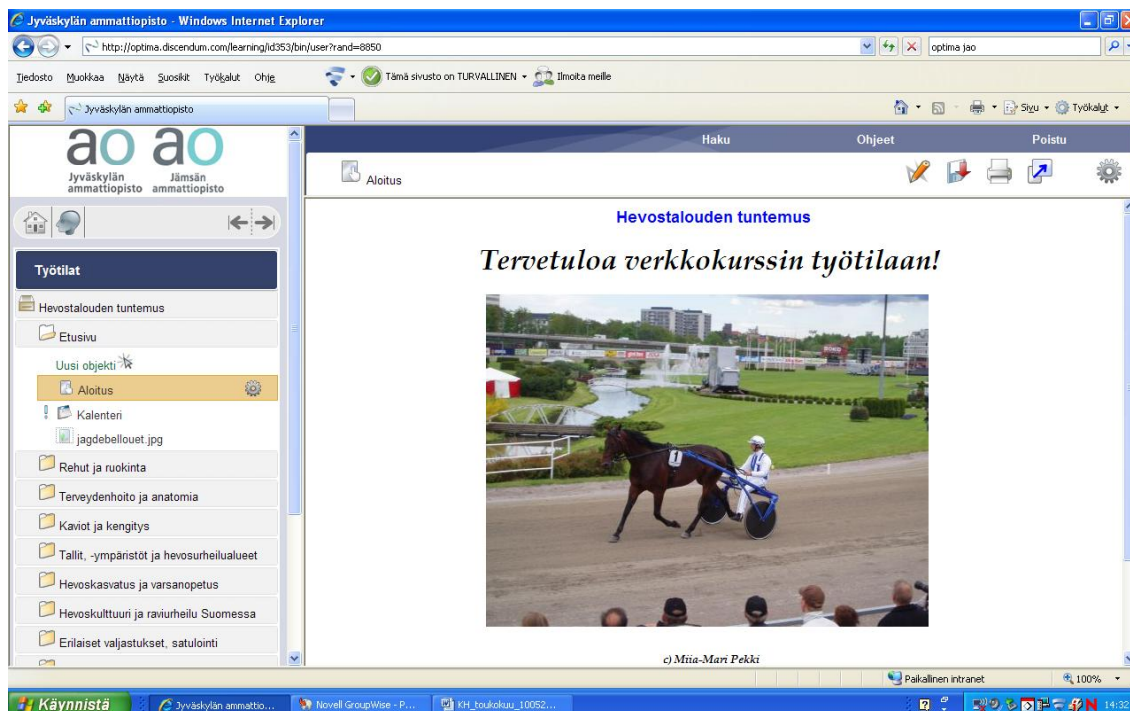 Jyväskylän ammattiopisto - Windows Internet Explorer
http://optima.discendum.com/learning/id353/bin/user?rand=8850
optima jao
Tiedosto Muokkaa Näytä Suosikit Työkalut Ohje
Tämä sivusto on TURVALLINEN
Ilmoita meille
Jyväskylän ammattiopisto
Sivu
Työkalut
ao ao
Jyväskylän ammattiopisto
Jämsän ammattiopisto
Haku Ohjeet Poistu
Aloitus
Työtilat
Hevostalouden tuntemus
Etusivu
Uusi objekti
Aloitus
Kalenteri
jagdebellouet.jpg
Rehut ja ruokinta
Terveydenhoito ja anatomia
Kaviot ja kengitys
Tallit, -ympäristöt ja hevosurheilualueet
Hevoskasvatus ja varsanopetus
Hevoskulttuuri ja raviurheilu Suomessa
Erilaiset valjastukset, satulointi
Hevostalouden tuntemus
Tervetuloa verkkokurssin työtilaan!
1
c) Miia-Mari Pekki
Paikallinen intranet
100%
Käynnistä
Jyväskylän ammattio...
Novell GroupWise - P...
KH_toukokuu_10052...
14:32